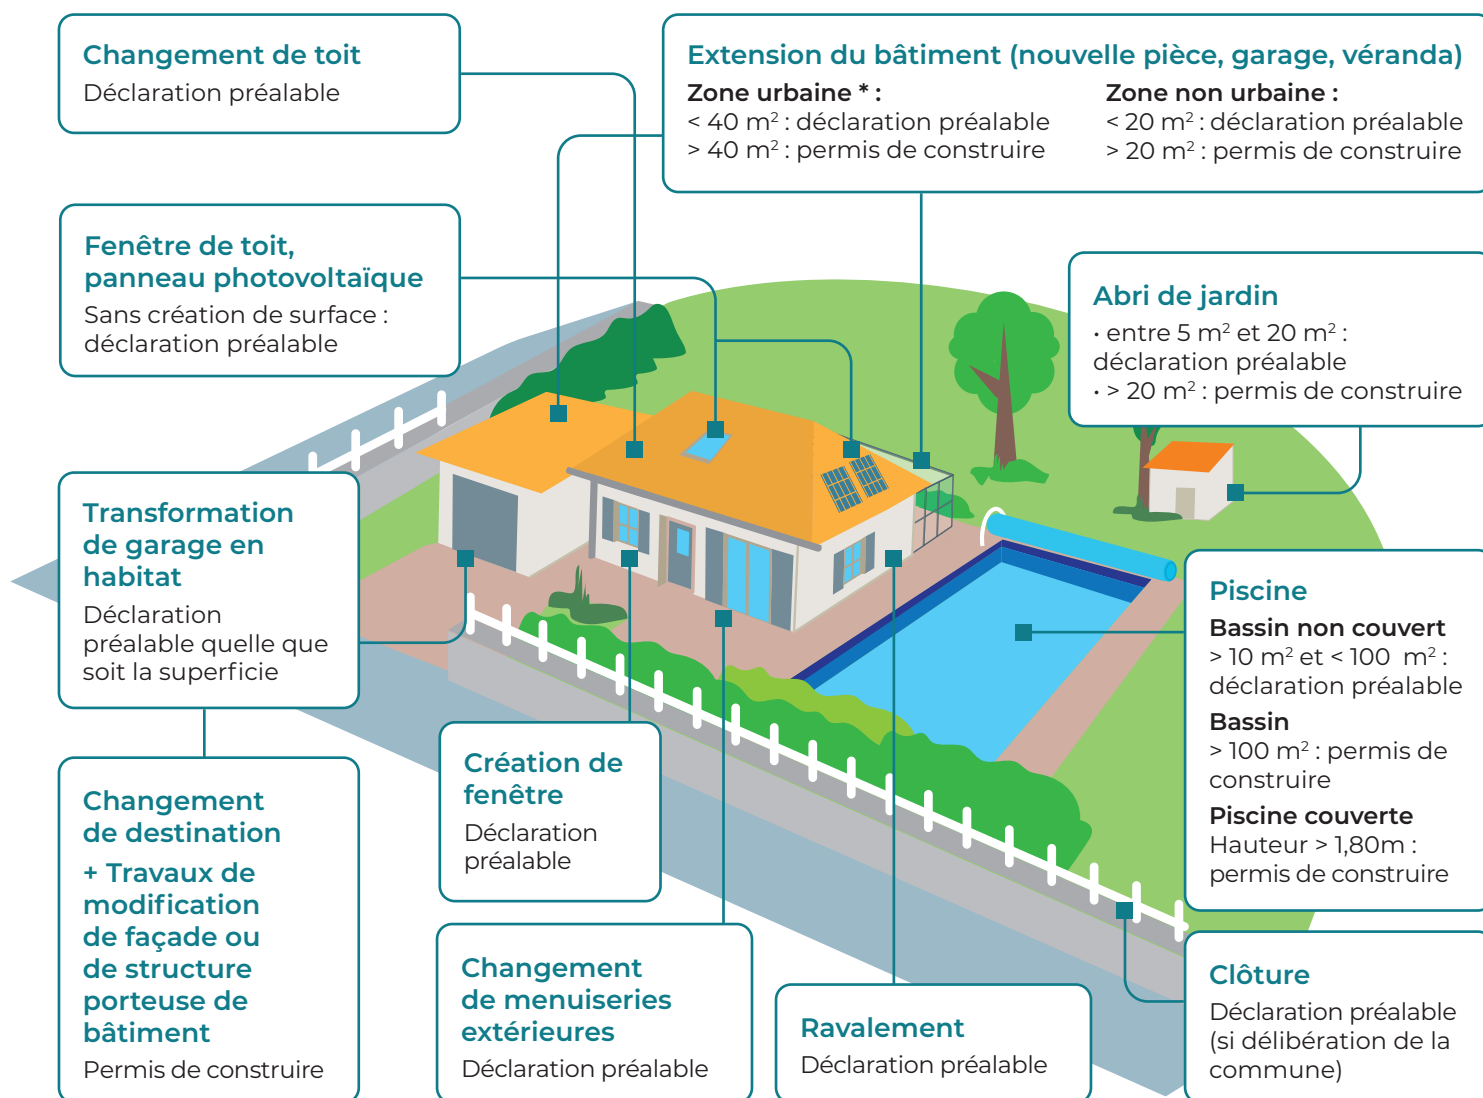 Changement de toit
Déclaration préalable
Extension du bâtiment (nouvelle pièce, garage, véranda)
Zone urbaine * :
< 40 m² : déclaration préalable
> 40 m² : permis de construire
Zone non urbaine :
< 20 m² : déclaration préalable
> 20 m² : permis de construire
Fenêtre de toit,
panneau photovoltaïque
Sans création de surface :
déclaration préalable
Abri de jardin
· entre 5 m² et 20 m² :
déclaration préalable
· > 20 m² : permis de construire
Transformation
de garage en
habitat
Déclaration
préalable quelle que
soit la superficie
Piscine
Bassin non couvert
> 10 m² et < 100 m² :
déclaration préalable
Bassin
> 100 m² : permis de
construire
Piscine couverte
Hauteur > 1,80m :
permis de construire
Changement
de destination
+ Travaux de
modification
de façade ou
de structure
porteuse de
bâtiment
Permis de construire
Création de
fenêtre
Déclaration
préalable
Changement
de menuiseries
extérieures
Déclaration préalable
Ravalement
Déclaration préalable
Clôture
Déclaration préalable
(si délibération de la
commune)